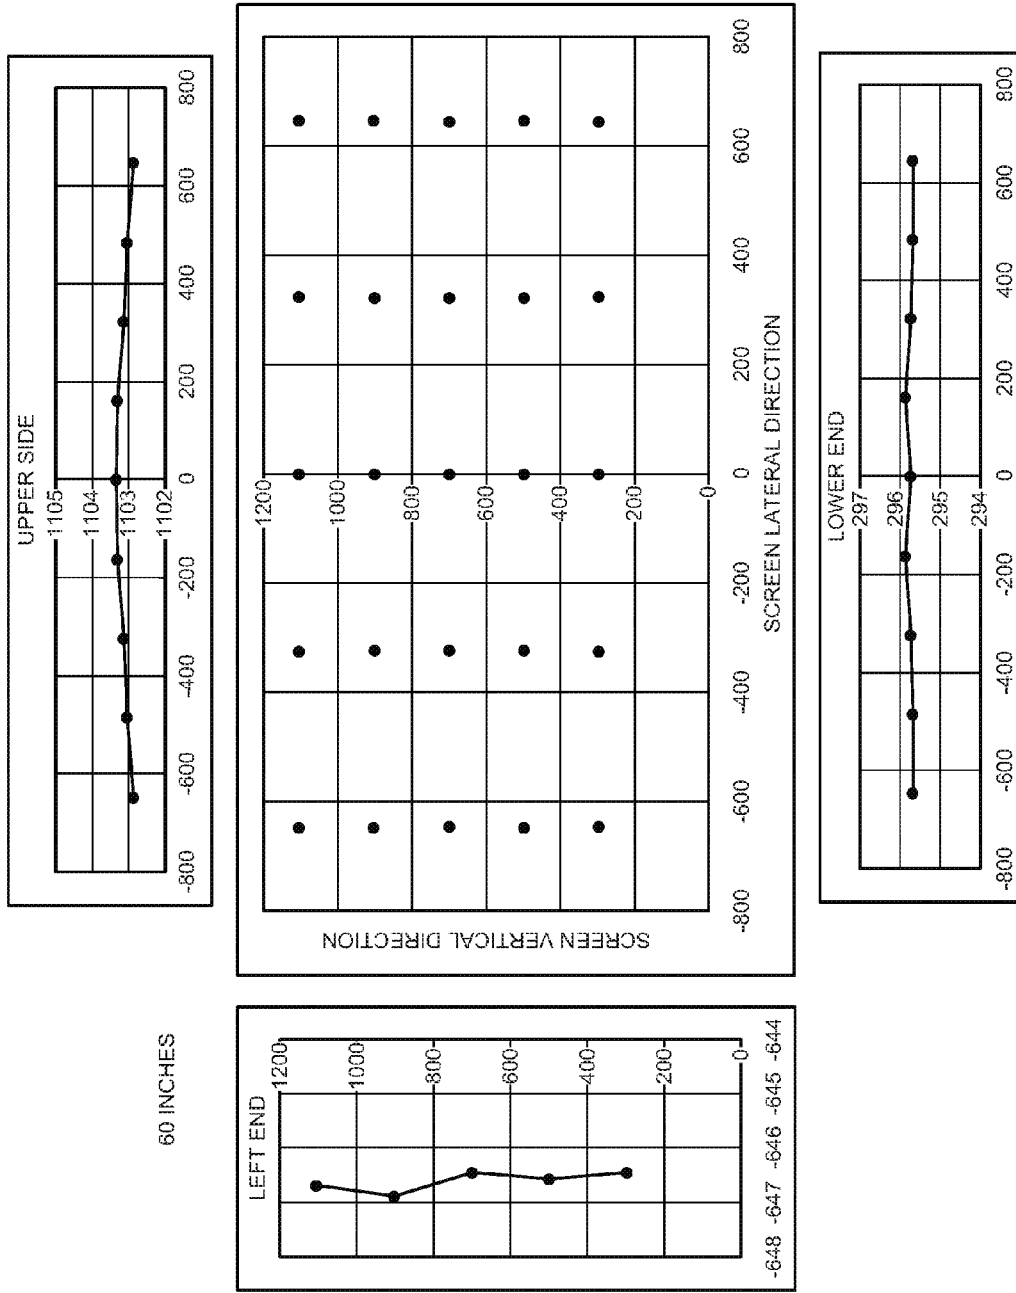 60 INCHES
UPPER SIDE
1105
1104
1103
1102
-800 -600 -400 -200 0 200 400 600 800
LEFT END
1200
1000
800
600
400
200
0
-648 -647 -646 -645 -644
SCREEN VERTICAL DIRECTION
1200
1000
800
600
400
200
0
-800 -600 -400 -200 0 200 400 600 800
SCREEN LATERAL DIRECTION
LOWER END
297
296
295
294
-800 -600 -400 -200 0 200 400 600 800